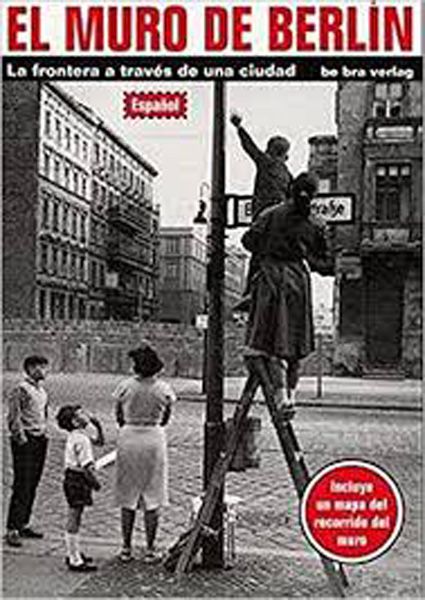 EL MURO DE BERLÍN
La frontera a través de una ciudad be bra verlag
Español
Incluye
un mapa del
recorrido del
muro